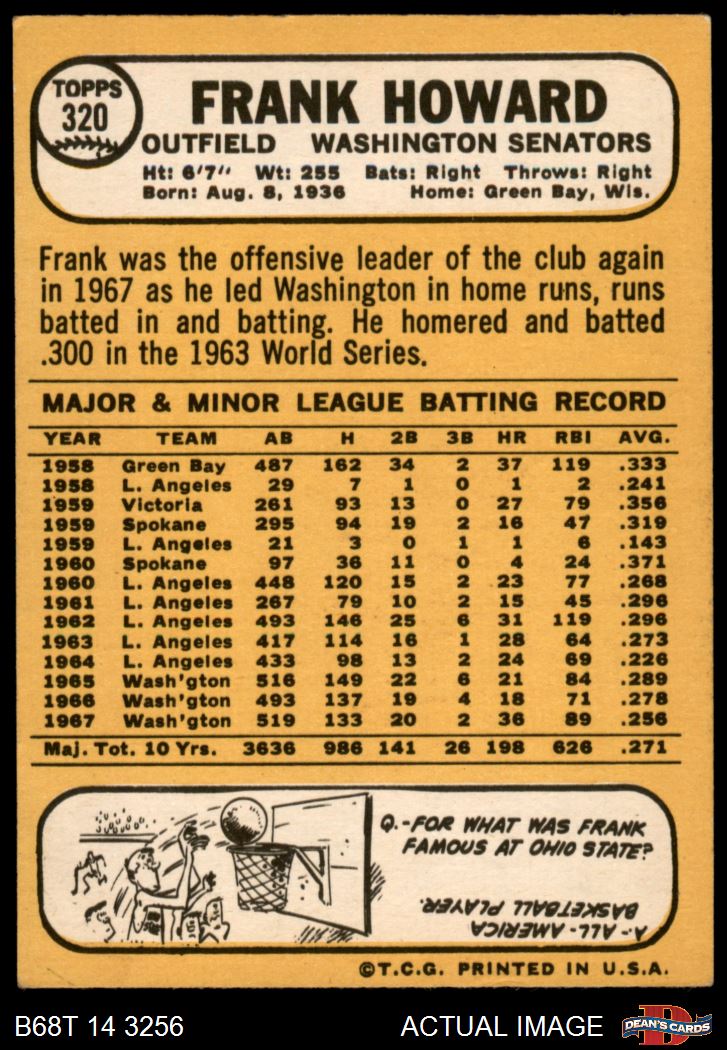 TOPPS
320
FRANK HOWARD
OUTFIELD WASHINGTON SENATORS
Ht: 6'7" Wt: 255 Bats: Right Throws: Right
Born: Aug. 8, 1936 Home: Green Bay, Wis.
Frank was the offensive leader of the club again
in 1967 as he led Washington in home runs, runs
batted in and batting. He homered and batted
.300 in the 1963 World Series.
MAJOR & MINOR LEAGUE BATTING RECORD
YEAR TEAM AB H 2B 3B HR RBI AVG.
1958 Green Bay 487 162 34 2 37 119 .333
1958 L. Angeles 29 7 1 0 1 2 .241
1959 Victoria 261 93 13 0 27 79 .356
1959 Spokane 295 94 19 2 16 47 .319
1959 L. Angeles 21 3 0 1 1 6 .143
1960 Spokane 97 36 11 0 4 24 .371
1960 L. Angeles 448 120 15 2 23 77 .268
1961 L. Angeles 267 79 10 2 15 45 .296
1962 L. Angeles 493 146 25 6 31 119 .296
1963 L. Angeles 417 114 16 1 28 64 .273
1964 L. Angeles 433 98 13 2 24 69 .226
1965 Wash'gton 516 149 22 6 21 84 .289
1966 Wash'gton 493 137 19 4 18 71 .278
1967 Wash'gton 519 133 20 2 36 89 .256
Maj. Tot. 10 Yrs. 3636 986 141 26 198 626 .271
Q.-FOR WHAT WAS FRANK
FAMOUS AT OHIO STATE?
A.-ALL-AMERICA
BASKETBALL PLAYER.
©T.C.G. PRINTED IN U.S.A.
B68T 14 3256 ACTUAL IMAGE
D
DEAN'S CARDS